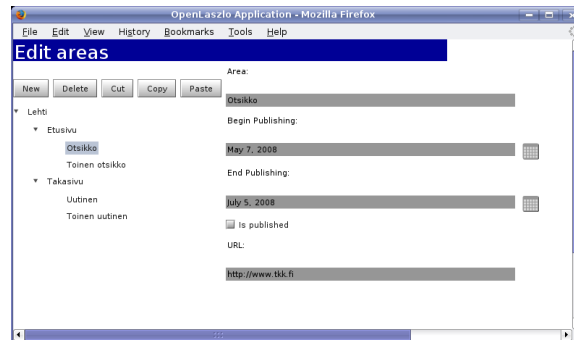 OpenLaszlo Application - Mozilla Firefox
File Edit View History Bookmarks Tools Help
Edit areas
New Delete Cut Copy Paste
Lehti
Etusivu
Otsikko
Toinen otsikko
Takasivu
Uutinen
Toinen uutinen
Area:
Otsikko
Begin Publishing:
May 7, 2008
End Publishing:
July 5, 2008
Is published
URL:
http://www.tkk.fi